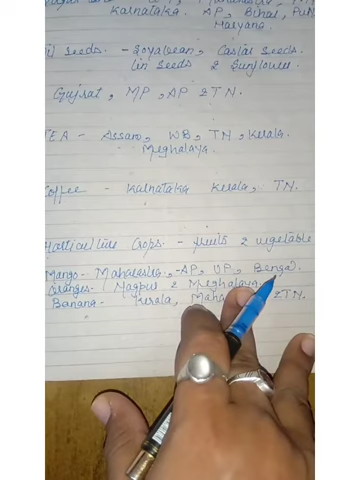 Karnataka. AP, Bihar, Pun
Haryana
Oil Seeds. - Soyabean, Castar seeds.
lin Seeds & Sunflower.
Gujrat, MP, AP & TN.
TEA - Assam, WB, TN, Kerala.
Meghalaya.
Coffee - Karnataka Kerala, TN.
Horticulture Crops. - fruits & vegetable
Mango- Maharastra, -AP, UP, Bengal.
Oranges- Nagpur & Meghalaya.
Banana- Kerala, Maha & TN.